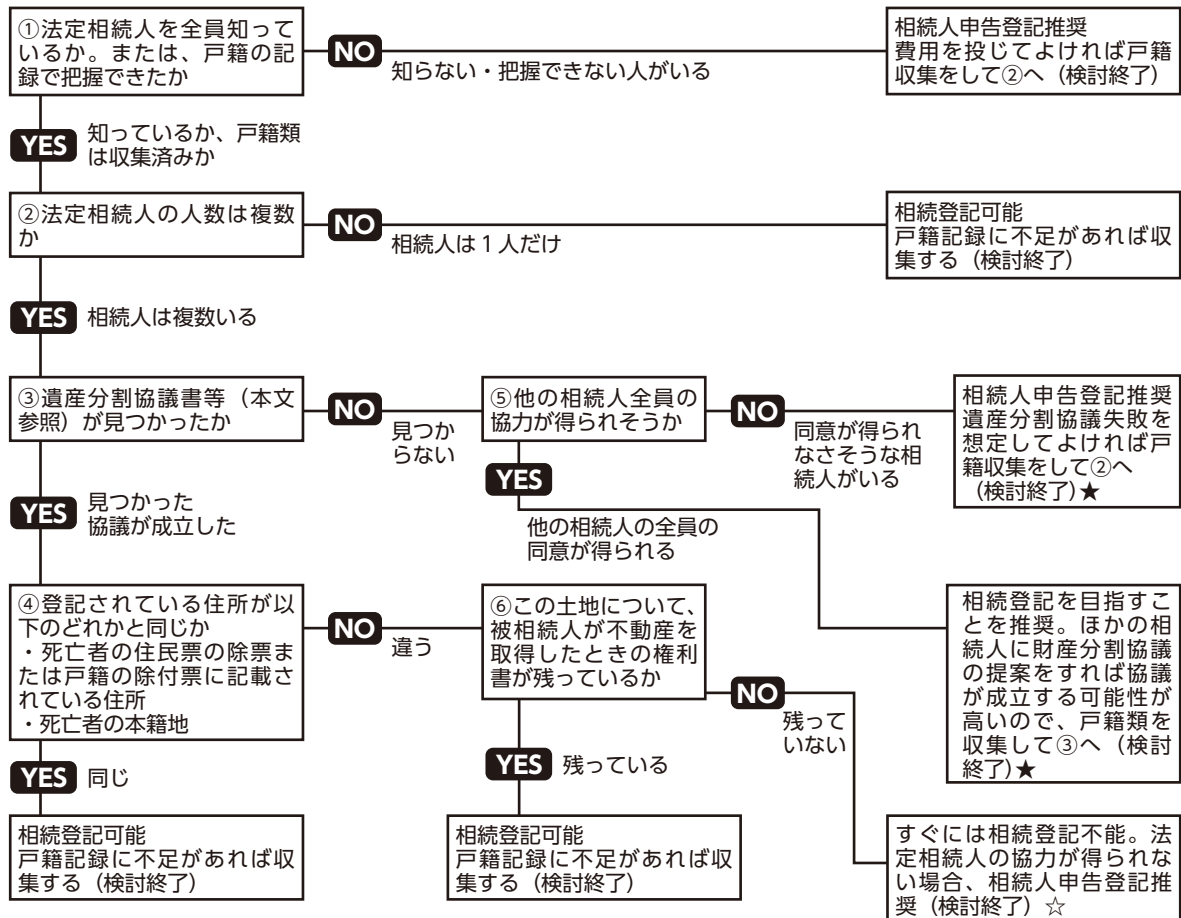 ①法定相続人を全員知って
いるか。または、戸籍の記
録で把握できたか
NO
知らない・把握できない人がいる
相続人申告登記推奨
費用を投じてよければ戸籍
収集をして②へ（検討終了）
YES
知っているか、戸籍類
は収集済みか
②法定相続人の人数は複数
か
NO
相続人は1人だけ
相続登記可能
戸籍記録に不足があれば収
集する（検討終了）
YES
相続人は複数いる
③遺産分割協議書等（本文
参照）が見つかったか
NO
見つか
らない
⑤他の相続人全員の
協力が得られそうか
NO
同意が得られ
なさそうな相
続人がいる
相続人申告登記推奨
遺産分割協議失敗を
想定してよければ戸
籍収集をして②へ
（検討終了）★
YES
見つかった
協議が成立した
YES
他の相続人の全員の
同意が得られる
④登記されている住所が以
下のどれかと同じか
・死亡者の住民票の除票ま
たは戸籍の除付票に記載さ
れている住所
・死亡者の本籍地
NO
違う
⑥この土地について、
被相続人が不動産を
取得したときの権利
書が残っているか
NO
残って
いない
相続登記を目指すこ
とを推奨。ほかの相
続人に財産分割協議
の提案をすれば協議
が成立する可能性が
高いので、戸籍類を
収集して③へ（検討
終了）★
YES
同じ
YES
残っている
相続登記可能
戸籍記録に不足があれば収
集する（検討終了）
相続登記可能
戸籍記録に不足があれば収
集する（検討終了）
すぐには相続登記不能。法
定相続人の協力が得られな
い場合、相続人申告登記推
奨（検討終了）☆